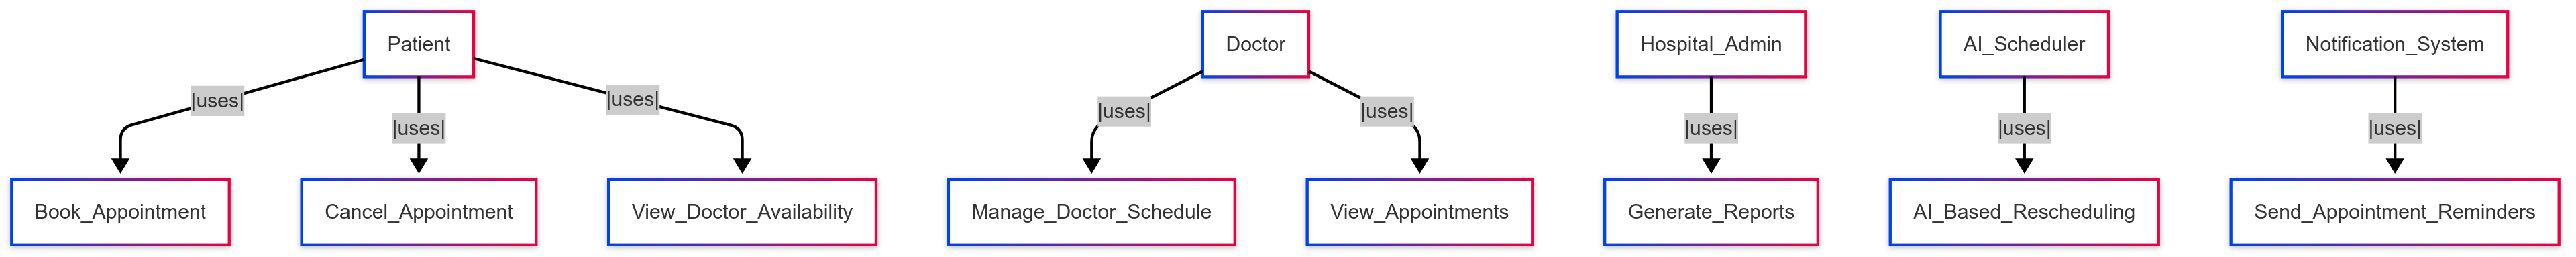 Patient
Doctor
Hospital_Admin
AI_Scheduler
Notification_System
|uses|
|uses|
|uses|
|uses|
|uses|
|uses|
|uses|
|uses|
Book_Appointment
Cancel_Appointment
View_Doctor_Availability
Manage_Doctor_Schedule
View_Appointments
Generate_Reports
AI_Based_Rescheduling
Send_Appointment_Reminders